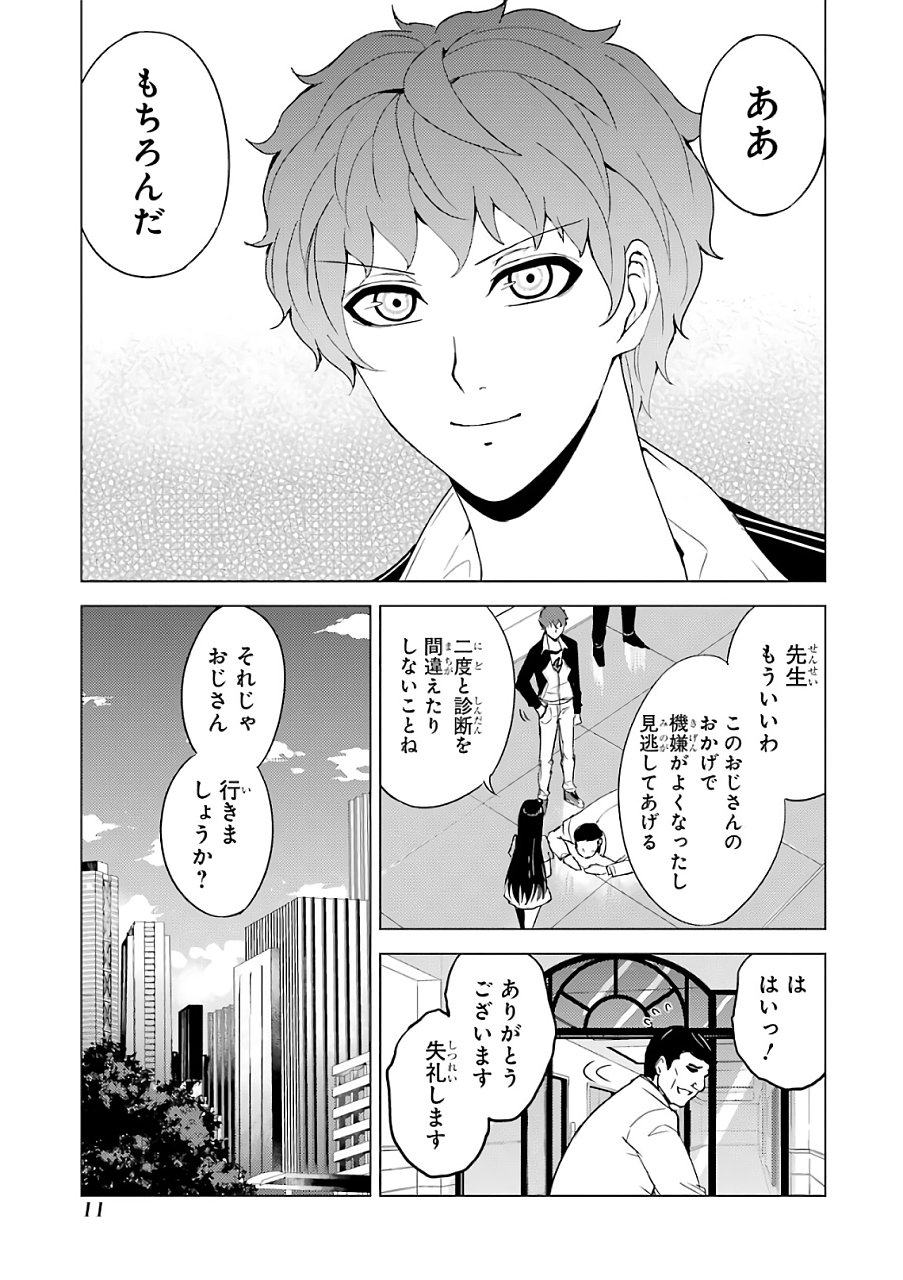 ああ
もちろんだ
先生
もういいわ
このおじさんの
おかげで
機嫌がよくなったし
見逃してあげる
二度と診断を
間違えたり
しないことね
は
はいっ！
ありがとう
ございます
失礼します
それじゃ
おじさん
行きま
しょうか？
11